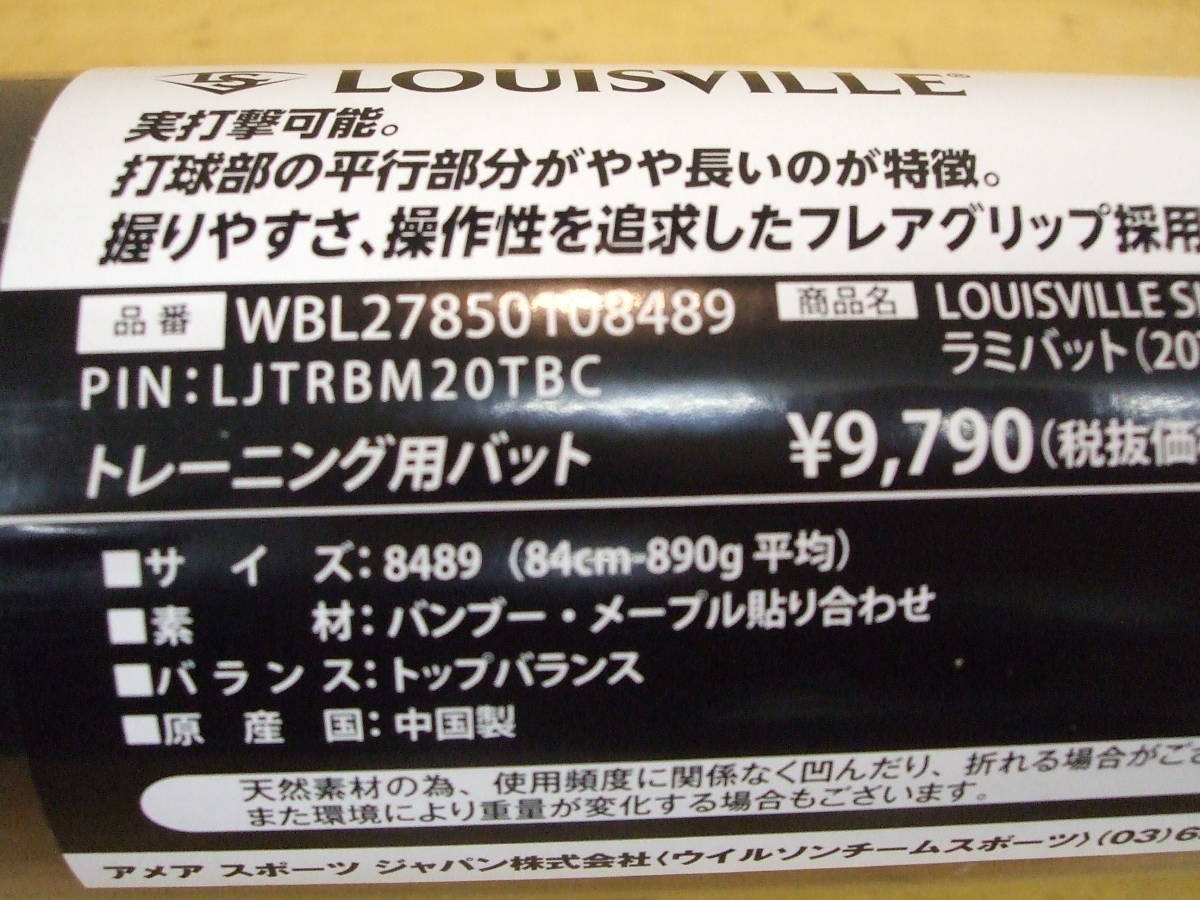 LS LOUISVILLE®
実打撃可能。
打球部の平行部分がやや長いのが特徴。
握りやすさ、操作性を追求したフレアグリップ採用
品番 WBL27850108489 商品名 LOUISVILLE
PIN:LJTRBM20TBC ラミバット(20
トレーニング用バット ¥9,790(税抜価
■サイズ:8489(84cm-890g 平均)
■素材:バンブー・メープル貼り合わせ
■バランス:トップバランス
■原産国:中国製
天然素材の為、使用頻度に関係なく凹んだり、折れる場合がござ
また環境により重量が変化する場合もございます。
アメア スポーツ ジャパン株式会社〈ウイルソンチームスポーツ〉(03)6